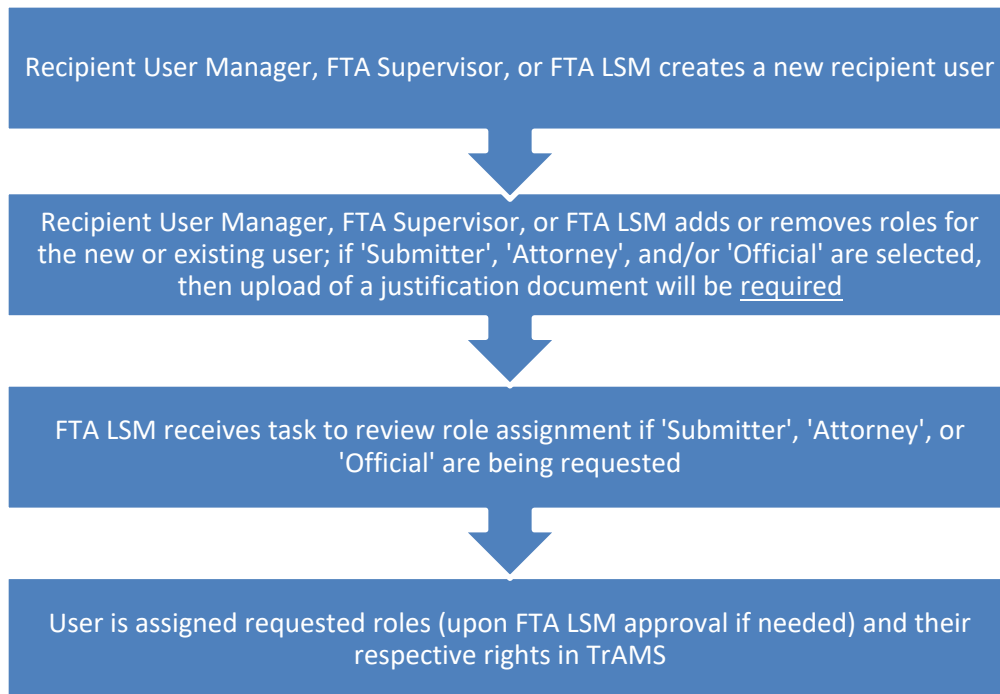 Recipient User Manager, FTA Supervisor, or FTA LSM creates a new recipient user
Recipient User Manager, FTA Supervisor, or FTA LSM adds or removes roles for
the new or existing user; if 'Submitter', 'Attorney', and/or 'Official' are selected,
then upload of a justification document will be required
FTA LSM receives task to review role assignment if 'Submitter', 'Attorney', or
'Official' are being requested
User is assigned requested roles (upon FTA LSM approval if needed) and their
respective rights in TrAMS